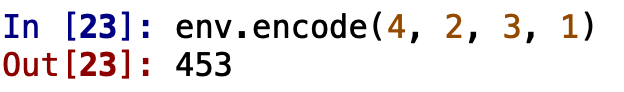 In [23]: env.encode(4, 2, 3, 1)
Out[23]: 453